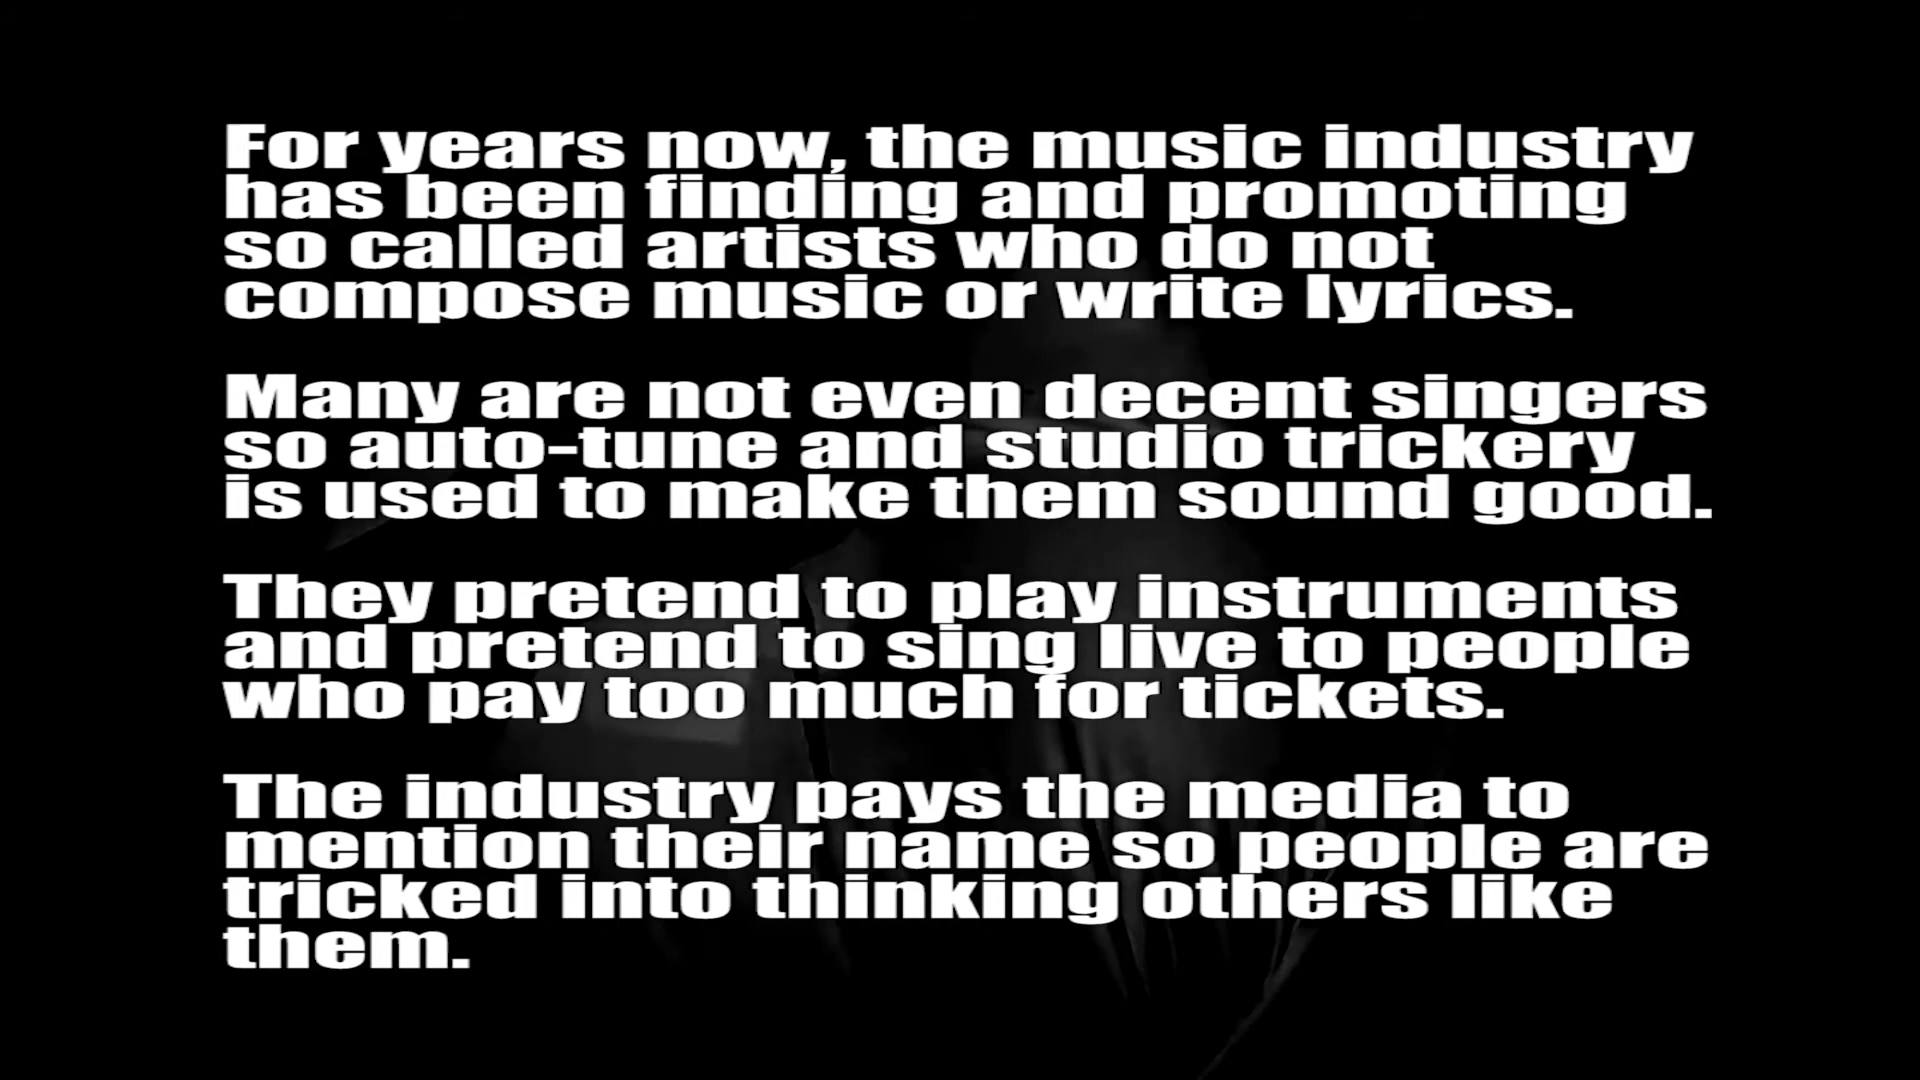 For years now, the music industry
has been finding and promoting
so called artists who do not
compose music or write lyrics.
Many are not even decent singers
so auto-tune and studio trickery
is used to make them sound good.
They pretend to play instruments
and pretend to sing live to people
who pay too much for tickets.
The industry pays the media to
mention their name so people are
tricked into thinking others like
them.